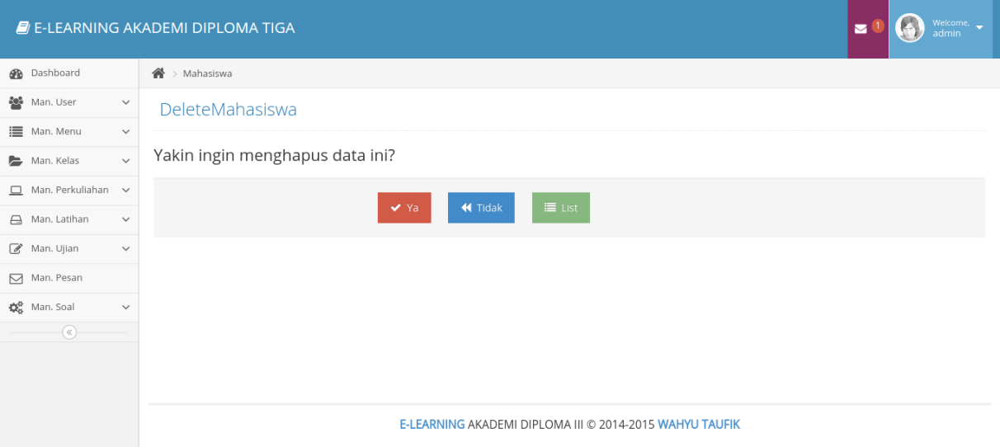 E-LEARNING AKADEMI DIPLOMA TIGA
1
Welcome,
admin
Dashboard
Man. User
Man. Menu
Man. Kelas
Man. Perkuliahan
Man. Latihan
Man. Ujian
Man. Pesan
Man. Soal
Mahasiswa
DeleteMahasiswa
Yakin ingin menghapus data ini?
Ya
Tidak
List
E-LEARNING AKADEMI DIPLOMA III © 2014-2015 WAHYU TAUFIK